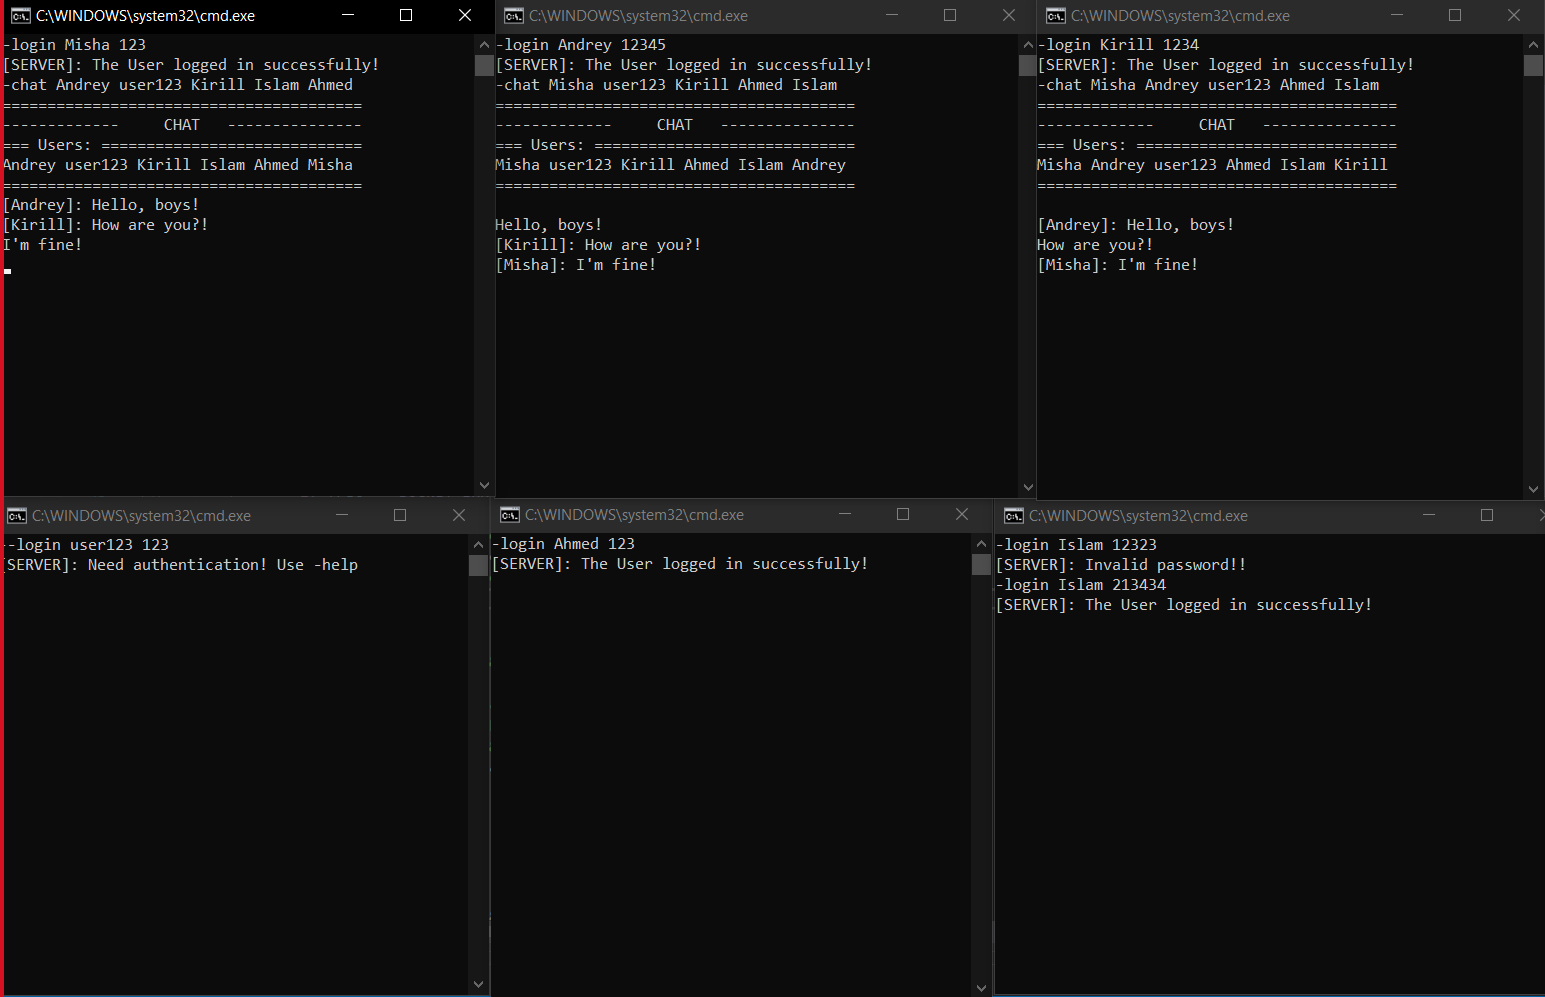 C:\WINDOWS\system32\cmd.exe
-login Misha 123
[SERVER]: The User logged in successfully!
-chat Andrey user123 Kirill Islam Ahmed
========================================
-------------     CHAT   ---------------
=== Users: =============================
Andrey user123 Kirill Islam Ahmed Misha
========================================
[Andrey]: Hello, boys!
[Kirill]: How are you?!
I'm fine!
C:\WINDOWS\system32\cmd.exe
-login Andrey 12345
[SERVER]: The User logged in successfully!
-chat Misha user123 Kirill Ahmed Islam
========================================
-------------     CHAT   ---------------
=== Users: =============================
Misha user123 Kirill Ahmed Islam Andrey
========================================
Hello, boys!
[Kirill]: How are you?!
[Misha]: I'm fine!
C:\WINDOWS\system32\cmd.exe
-login Kirill 1234
[SERVER]: The User logged in successfully!
-chat Misha Andrey user123 Ahmed Islam
========================================
-------------     CHAT   ---------------
=== Users: =============================
Misha Andrey user123 Ahmed Islam Kirill
========================================
[Andrey]: Hello, boys!
How are you?!
[Misha]: I'm fine!
C:\WINDOWS\system32\cmd.exe
--login user123 123
[SERVER]: Need authentication! Use -help
C:\WINDOWS\system32\cmd.exe
-login Ahmed 123
[SERVER]: The User logged in successfully!
C:\WINDOWS\system32\cmd.exe
-login Islam 12323
[SERVER]: Invalid password!!
-login Islam 213434
[SERVER]: The User logged in successfully!